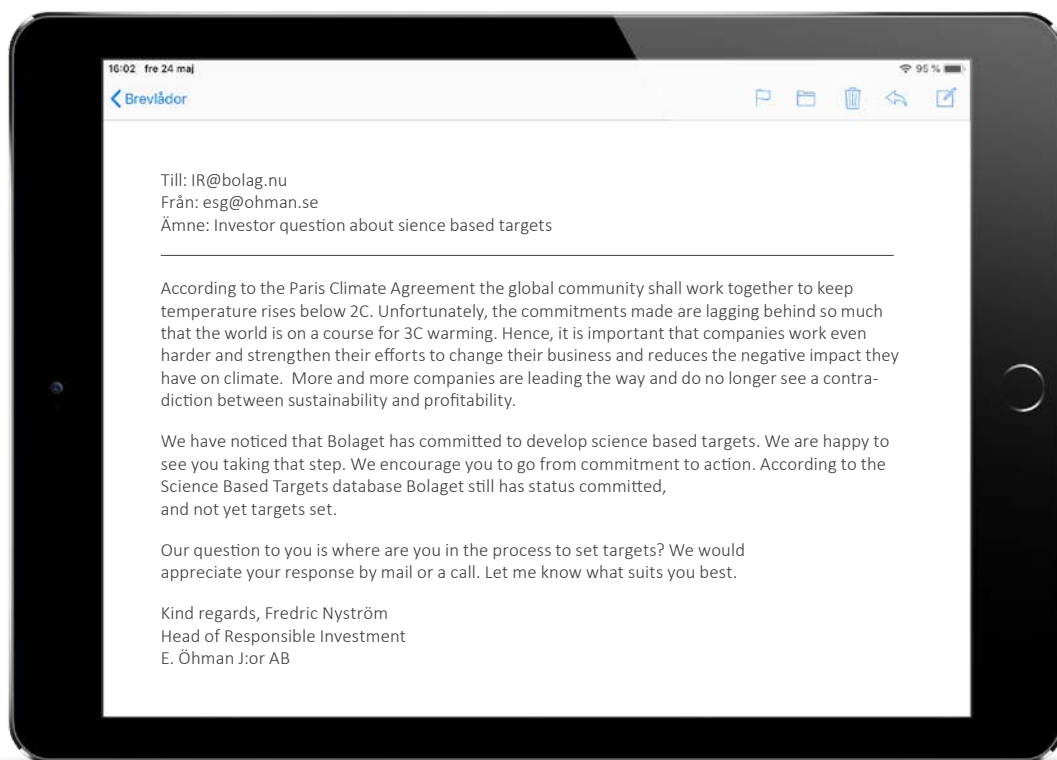 16:02 fre 24 maj
95 %
Brevlådor
Till: IR@bolag.nu
Från: esg@ohman.se
Ämne: Investor question about sience based targets
According to the Paris Climate Agreement the global community shall work together to keep
temperature rises below 2C. Unfortunately, the commitments made are lagging behind so much
that the world is on a course for 3C warming. Hence, it is important that companies work even
harder and strengthen their efforts to change their business and reduces the negative impact they
have on climate.  More and more companies are leading the way and do no longer see a contra-
diction between sustainability and profitability.
We have noticed that Bolaget has committed to develop science based targets. We are happy to
see you taking that step. We encourage you to go from commitment to action. According to the
Science Based Targets database Bolaget still has status committed,
and not yet targets set.
Our question to you is where are you in the process to set targets? We would
appreciate your response by mail or a call. Let me know what suits you best.
Kind regards, Fredric Nyström
Head of Responsible Investment
E. Öhman J:or AB